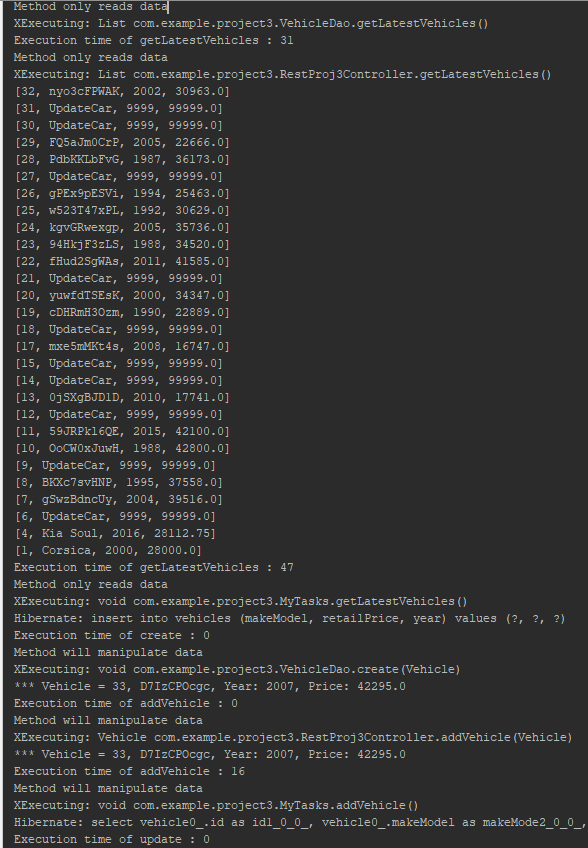 Method only reads data
XExecuting: List com.example.project3.VehicleDao.getLatestVehicles()
Execution time of getLatestVehicles : 31
Method only reads data
XExecuting: List com.example.project3.RestProj3Controller.getLatestVehicles()
[32, nyo3cFPWAK, 2002, 30963.0]
[31, UpdateCar, 9999, 99999.0]
[30, UpdateCar, 9999, 99999.0]
[29, FQ5aJm0CrP, 2005, 22666.0]
[28, PdbKKLbFvG, 1987, 36173.0]
[27, UpdateCar, 9999, 99999.0]
[26, gPEx9pESVi, 1994, 25463.0]
[25, w523T47xPL, 1992, 30629.0]
[24, kgvGRwexgp, 2005, 35736.0]
[23, 94HkjF3zLS, 1988, 34520.0]
[22, fHud2SgWAs, 2011, 41585.0]
[21, UpdateCar, 9999, 99999.0]
[20, yuwfdTSEsK, 2000, 34347.0]
[19, cDHRmH3Ozm, 1990, 22889.0]
[18, UpdateCar, 9999, 99999.0]
[17, mxe5mMKt4s, 2008, 16747.0]
[15, UpdateCar, 9999, 99999.0]
[14, UpdateCar, 9999, 99999.0]
[13, 0jSXgBJD1D, 2010, 17741.0]
[12, UpdateCar, 9999, 99999.0]
[11, 59JRPkl6QE, 2015, 42100.0]
[10, OoCW0xJuwH, 1988, 42800.0]
[9, UpdateCar, 9999, 99999.0]
[8, BKXc7svHNP, 1995, 37558.0]
[7, gSwzBdncUy, 2004, 39516.0]
[6, UpdateCar, 9999, 99999.0]
[4, Kia Soul, 2016, 28112.75]
[1, Corsica, 2000, 28000.0]
Execution time of getLatestVehicles : 47
Method only reads data
XExecuting: void com.example.project3.MyTasks.getLatestVehicles()
Hibernate: insert into vehicles (makeModel, retailPrice, year) values (?, ?, ?)
Execution time of create : 0
Method will manipulate data
XExecuting: void com.example.project3.VehicleDao.create(Vehicle)
*** Vehicle = 33, D7IzCPOcgc, Year: 2007, Price: 42295.0
Execution time of addVehicle : 0
Method will manipulate data
XExecuting: Vehicle com.example.project3.RestProj3Controller.addVehicle(Vehicle)
*** Vehicle = 33, D7IzCPOcgc, Year: 2007, Price: 42295.0
Execution time of addVehicle : 16
Method will manipulate data
XExecuting: void com.example.project3.MyTasks.addVehicle()
Hibernate: select vehicle0_.id as id1_0_0_, vehicle0_.makeModel as makeMode2_0_0_,
Execution time of update : 0